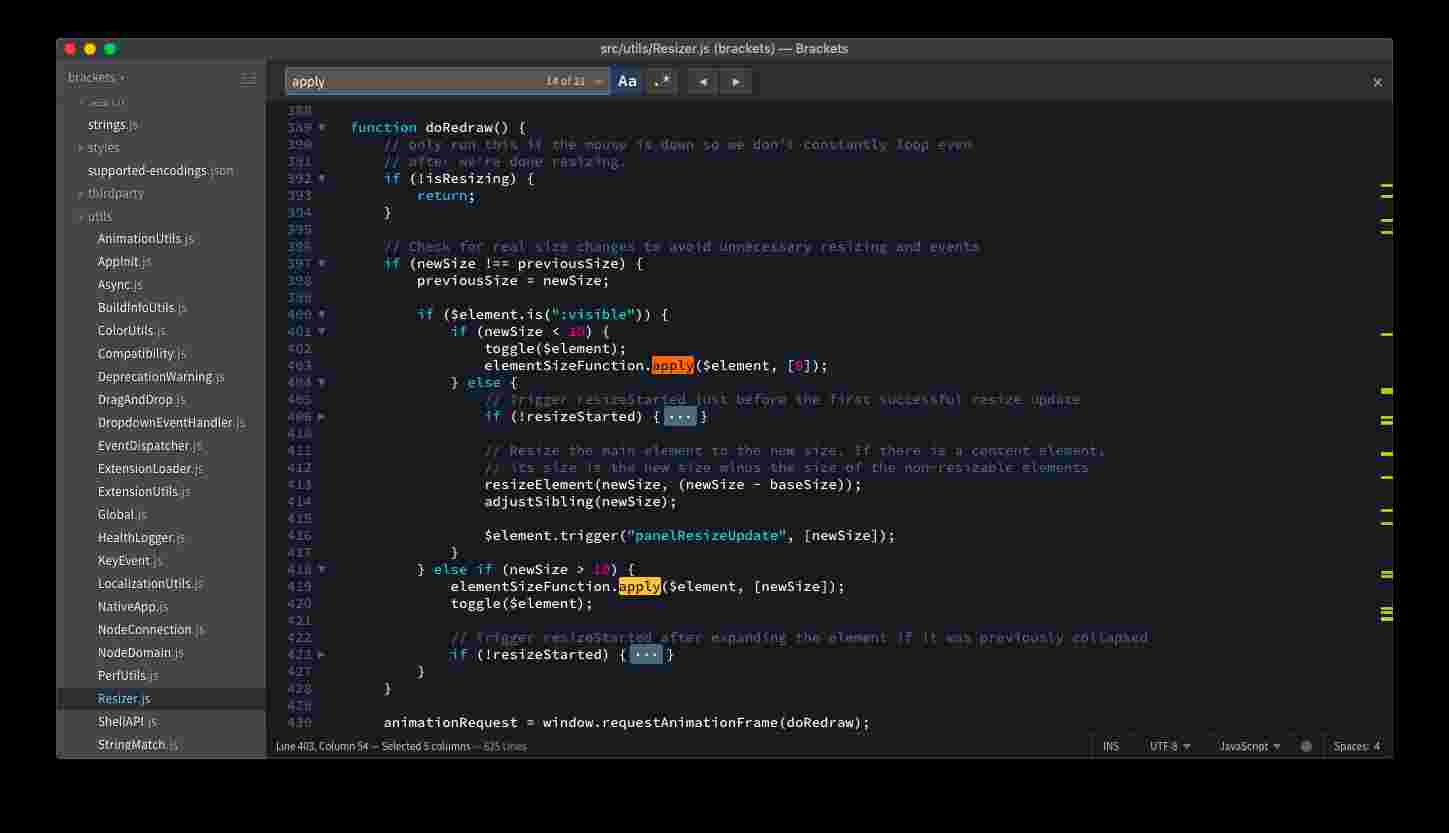 src/utils/Resizer.js (brackets) — Brackets
brackets
apply 14 of 21 Aa .*
search
strings.js
styles
supported-encodings.json
thirdparty
utils
AnimationUtils.js
AppInit.js
Async.js
BuildInfoUtils.js
ColorUtils.js
Compatibility.js
DeprecationWarning.js
DragAndDrop.js
DropdownEventHandler.js
EventDispatcher.js
ExtensionLoader.js
ExtensionUtils.js
Global.js
HealthLogger.js
KeyEvent.js
LocalizationUtils.js
NativeApp.js
NodeConnection.js
NodeDomain.js
PerfUtils.js
Resizer.js
ShellAPI.js
StringMatch.js
388
389 function doRedraw() {
390 // only run this if the mouse is down so we don't constantly loop even
391 // after we're done resizing.
392 if (!isResizing) {
393 return;
394 }
395
396 // Check for real size changes to avoid unnecessary resizing and events
397 if (newSize !== previousSize) {
398 previousSize = newSize;
399
400 if ($element.is(":visible")) {
401 if (newSize < 10) {
402 toggle($element);
403 elementSizeFunction.apply($element, [0]);
404 } else {
405 // Trigger resizeStarted just before the first successful resize update
406 if (!resizeStarted) {...}
410
411 // Resize the main element to the new size. If there is a content element,
412 // its size is the new size minus the size of the non-resizable elements
413 resizeElement(newSize, (newSize - baseSize));
414 adjustSibling(newSize);
415
416 $element.trigger("panelResizeUpdate", [newSize]);
417 }
418 } else if (newSize > 10) {
419 elementSizeFunction.apply($element, [newSize]);
420 toggle($element);
421
422 // Trigger resizeStarted after expanding the element if it was previously collapsed
423 if (!resizeStarted) {...}
427 }
428 }
429
430 animationRequest = window.requestAnimationFrame(doRedraw);
Line 403, Column 54 — Selected 5 columns — 625 Lines INS UTF-8 JavaScript Spaces: 4